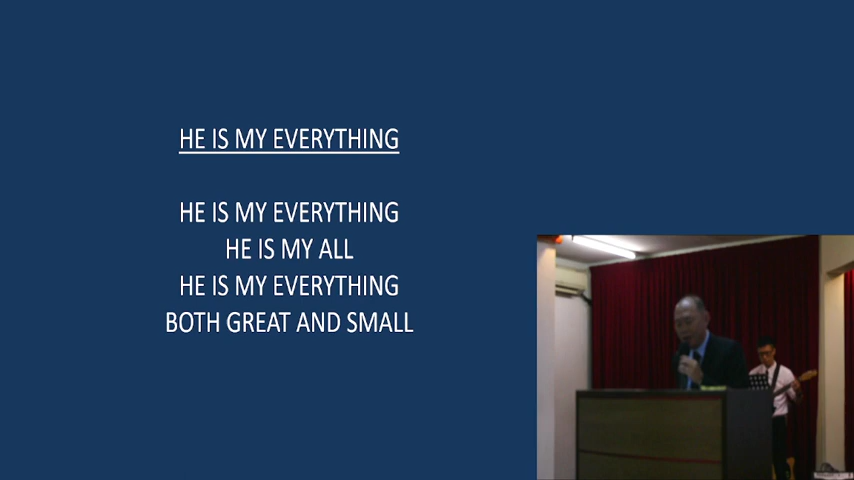 HE IS MY EVERYTHING
HE IS MY EVERYTHING
HE IS MY ALL
HE IS MY EVERYTHING
BOTH GREAT AND SMALL